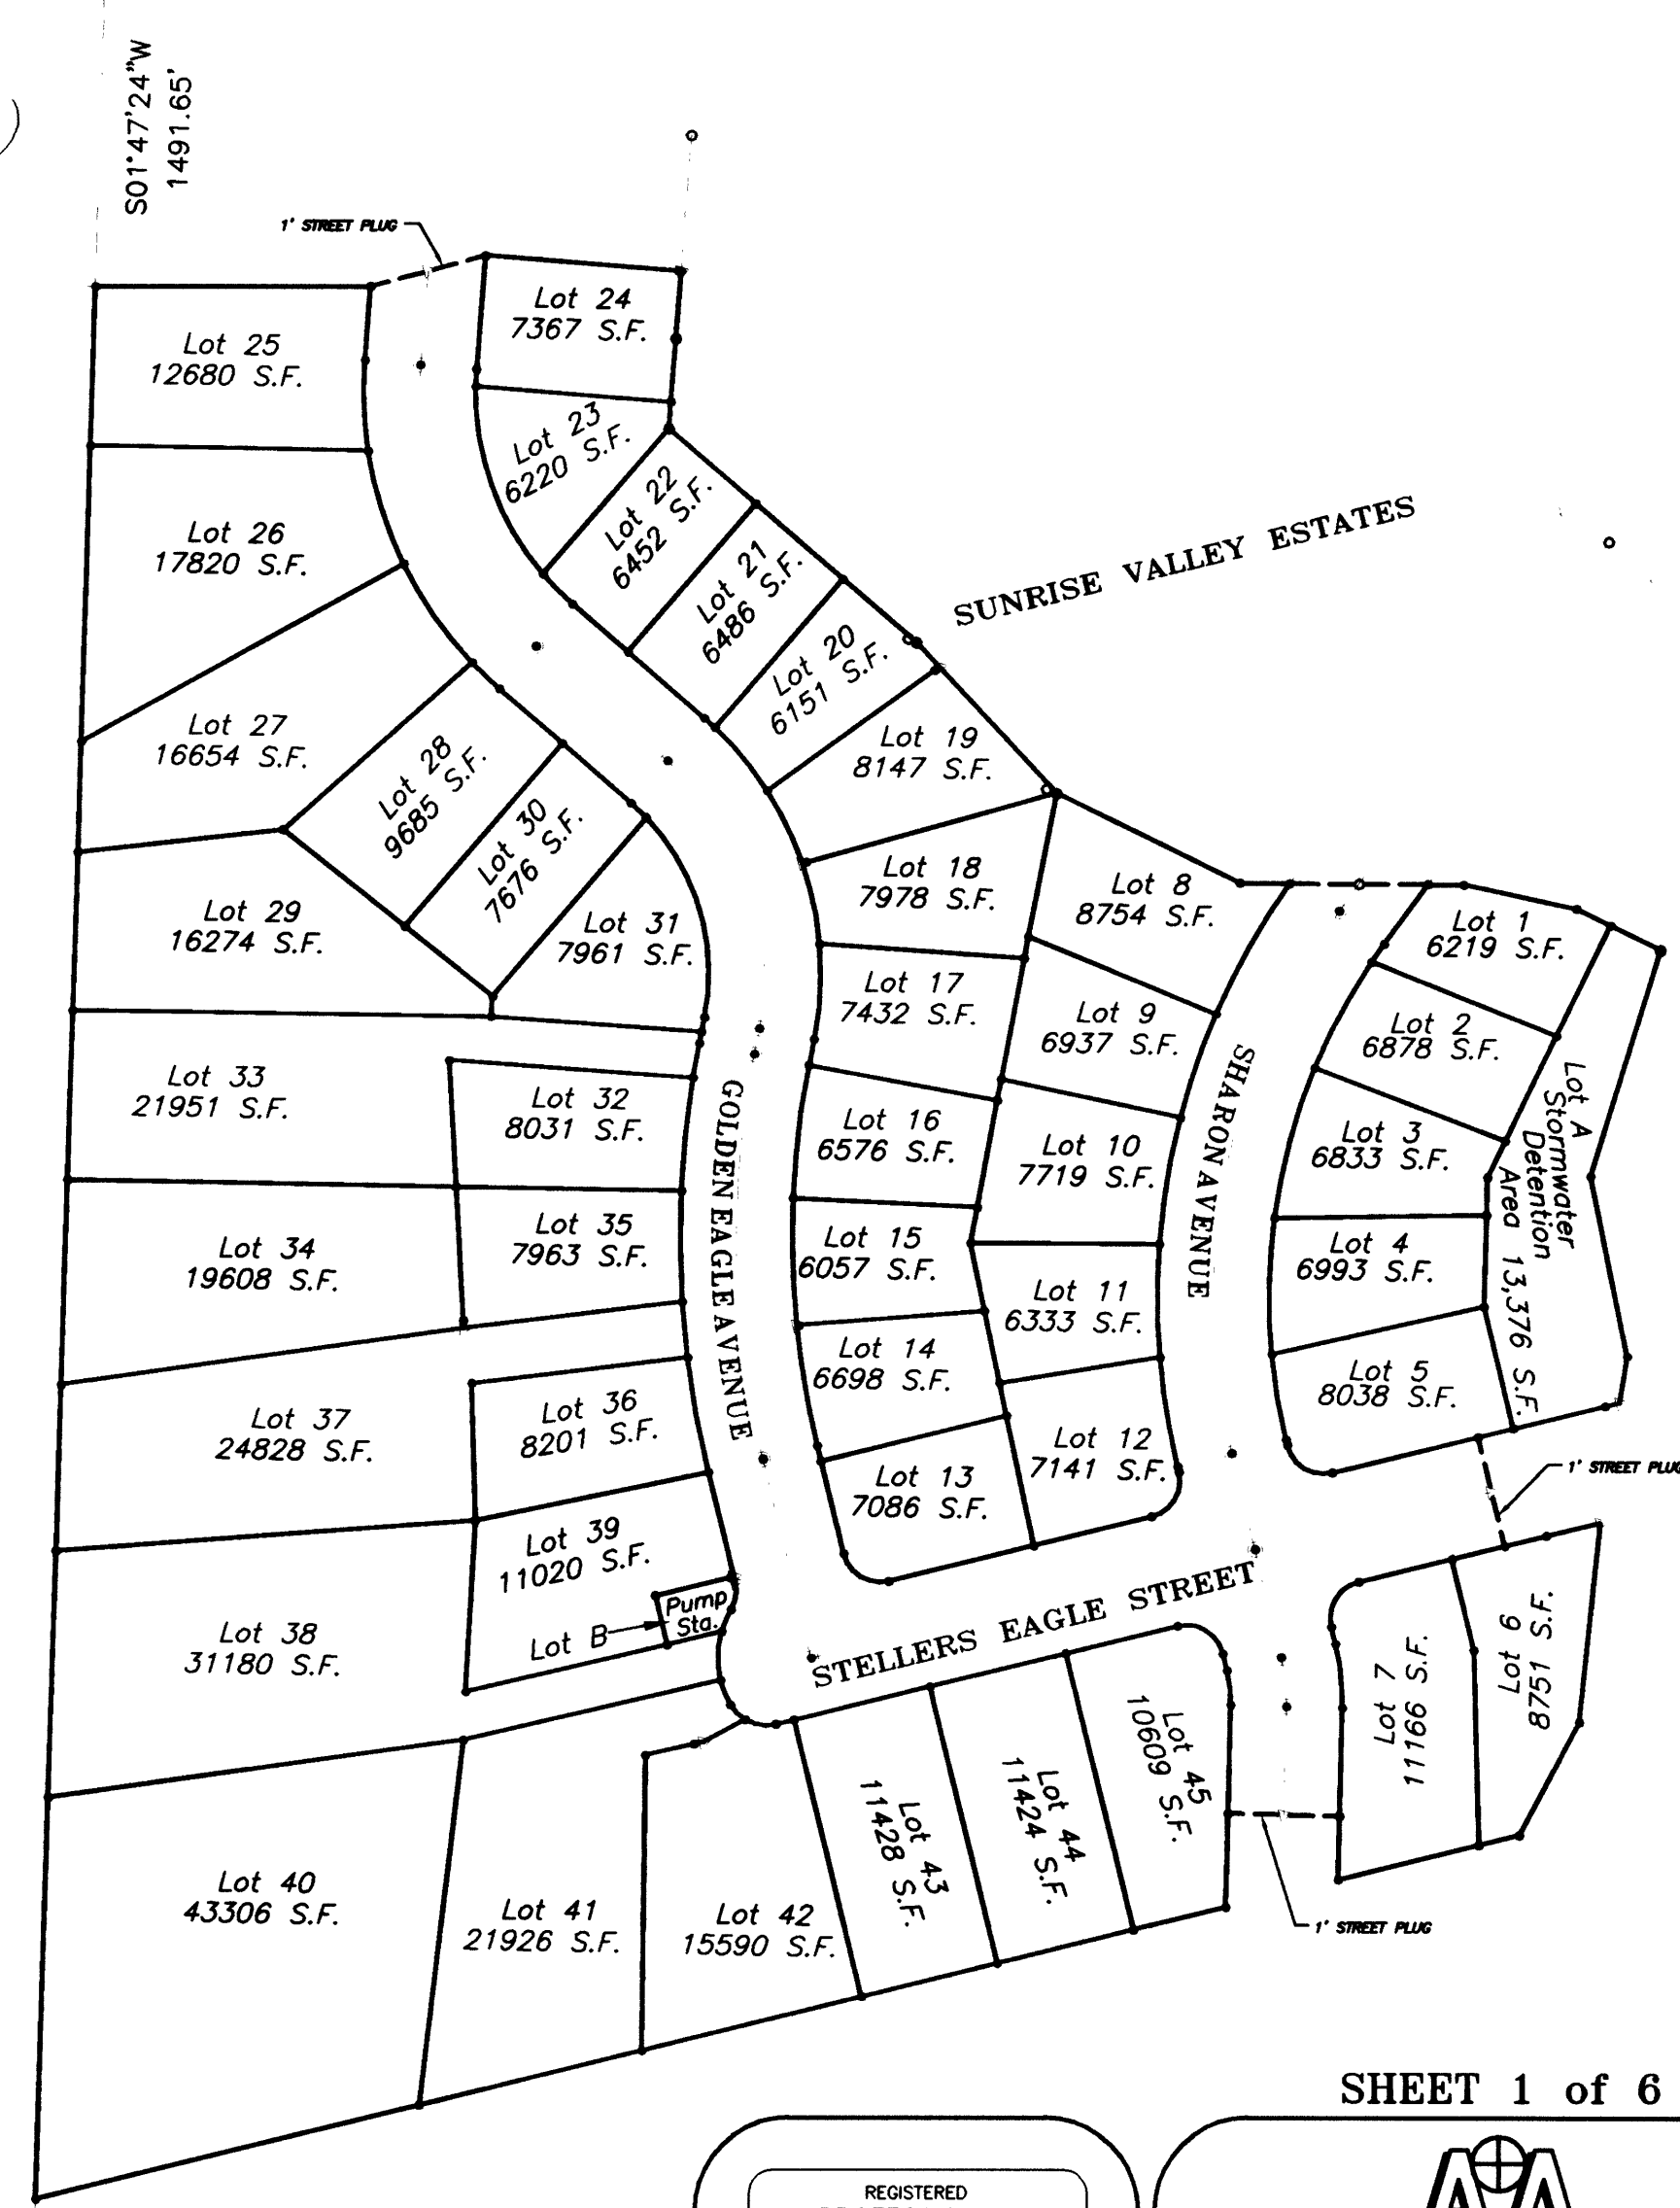 S01°47'24"W
1491.65'
1' STREET PLUG
Lot 24
7367 S.F.
Lot 25
12680 S.F.
Lot 23
6220 S.F.
Lot 22
6452 S.F.
Lot 26
17820 S.F.
Lot 21
6486 S.F.
SUNRISE VALLEY ESTATES
Lot 20
6151 S.F.
Lot 27
16654 S.F.
Lot 19
8147 S.F.
Lot 28
9685 S.F.
Lot 30
7676 S.F.
Lot 18
7978 S.F.
Lot 8
8754 S.F.
Lot 29
16274 S.F.
Lot 31
7961 S.F.
Lot 1
6219 S.F.
Lot 17
7432 S.F.
Lot 9
6937 S.F.
Lot 2
6878 S.F.
Lot 33
21951 S.F.
Lot 32
8031 S.F.
GOLDEN EAGLE AVENUE
SHARON AVENUE
Lot A
Stormwater
Detention
Area 13,376 S.F.
Lot 16
6576 S.F.
Lot 10
7719 S.F.
Lot 3
6833 S.F.
Lot 34
19608 S.F.
Lot 35
7963 S.F.
Lot 15
6057 S.F.
Lot 11
6333 S.F.
Lot 4
6993 S.F.
Lot 14
6698 S.F.
Lot 5
8038 S.F.
Lot 37
24828 S.F.
Lot 36
8201 S.F.
Lot 13
7086 S.F.
Lot 12
7141 S.F.
1' STREET PLUG
Lot 39
11020 S.F.
Pump
Sta.
Lot B
STELLERS EAGLE STREET
Lot 38
31180 S.F.
Lot 7
11166 S.F.
Lot 6
8751 S.F.
Lot 45
10609 S.F.
Lot 44
11424 S.F.
Lot 43
11428 S.F.
Lot 40
43306 S.F.
Lot 41
21926 S.F.
Lot 42
15590 S.F.
1' STREET PLUG
SHEET 1 of 6
REGISTERED